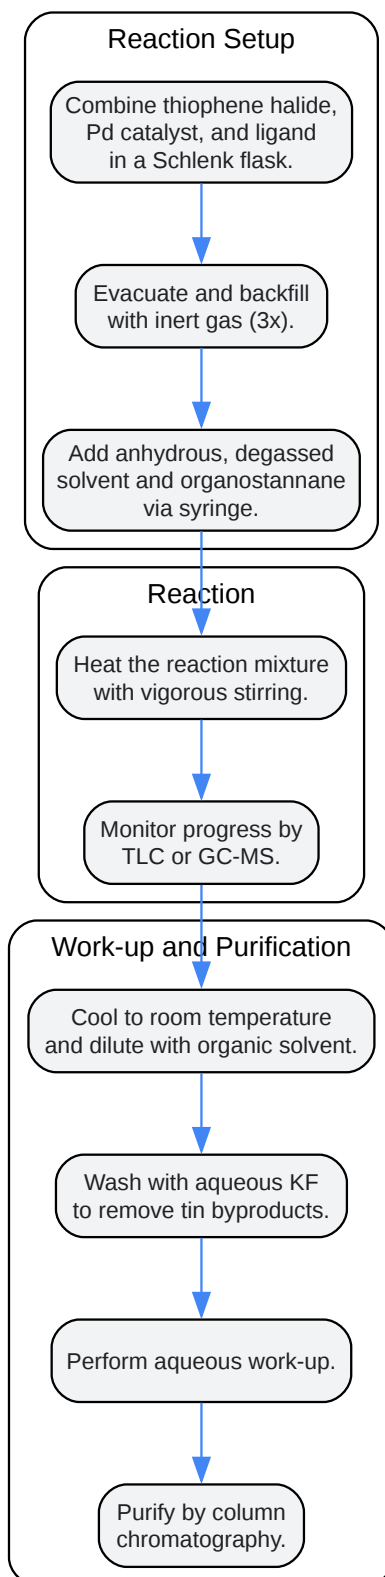 Reaction Setup
Combine thiophene halide,
Pd catalyst, and ligand
in a Schlenk flask.
Evacuate and backfill
with inert gas (3x).
Add anhydrous, degassed
solvent and organostannane
via syringe.
Reaction
Heat the reaction mixture
with vigorous stirring.
Monitor progress by
TLC or GC-MS.
Work-up and Purification
Cool to room temperature
and dilute with organic solvent.
Wash with aqueous KF
to remove tin byproducts.
Perform aqueous work-up.
Purify by column
chromatography.